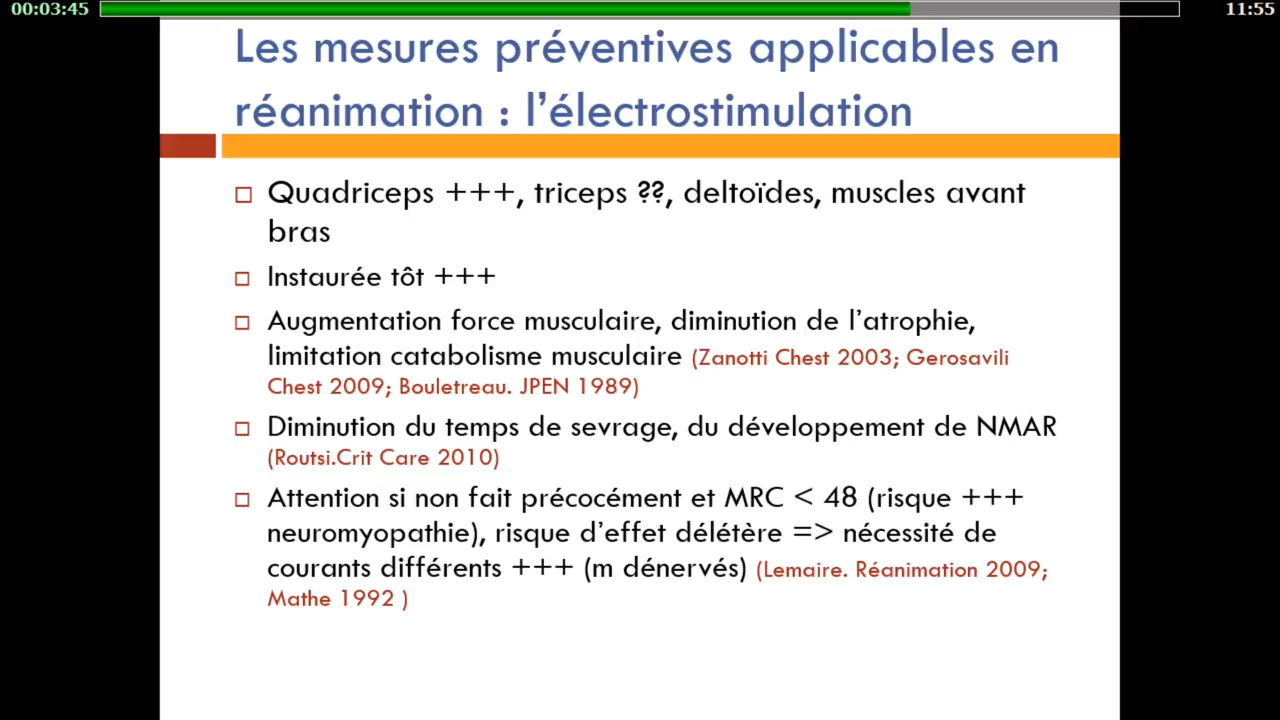 00:03:45
11:55
Les mesures préventives applicables en
réanimation : l’électrostimulation
Quadriceps +++, triceps ??, deltoïdes, muscles avant
bras
Instaurée tôt +++
Augmentation force musculaire, diminution de l’atrophie,
limitation catabolisme musculaire (Zanotti Chest 2003; Gerosavili
Chest 2009; Bouletreau. JPEN 1989)
Diminution du temps de sevrage, du développement de NMAR
(Routsi.Crit Care 2010)
Attention si non fait précocément et MRC < 48 (risque +++
neuromyopathie), risque d’effet délétère => nécessité de
courants différents +++ (m dénervés) (Lemaire. Réanimation 2009;
Mathe 1992 )